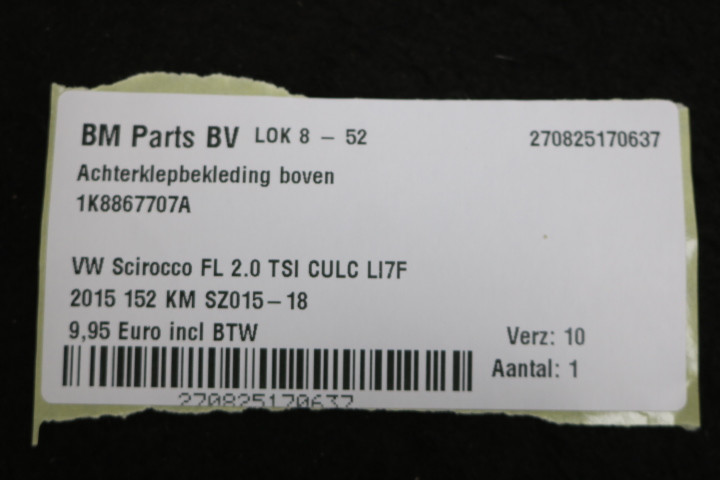 BM Parts BV LOK 8 - 52 270825170637
Achterklepbekleding boven
1K8867707A
VW Scirocco FL 2.0 TSI CULC LI7F
2015 152 KM SZ015-18
9,95 Euro incl BTW Verz: 10
Aantal: 1
270825170637